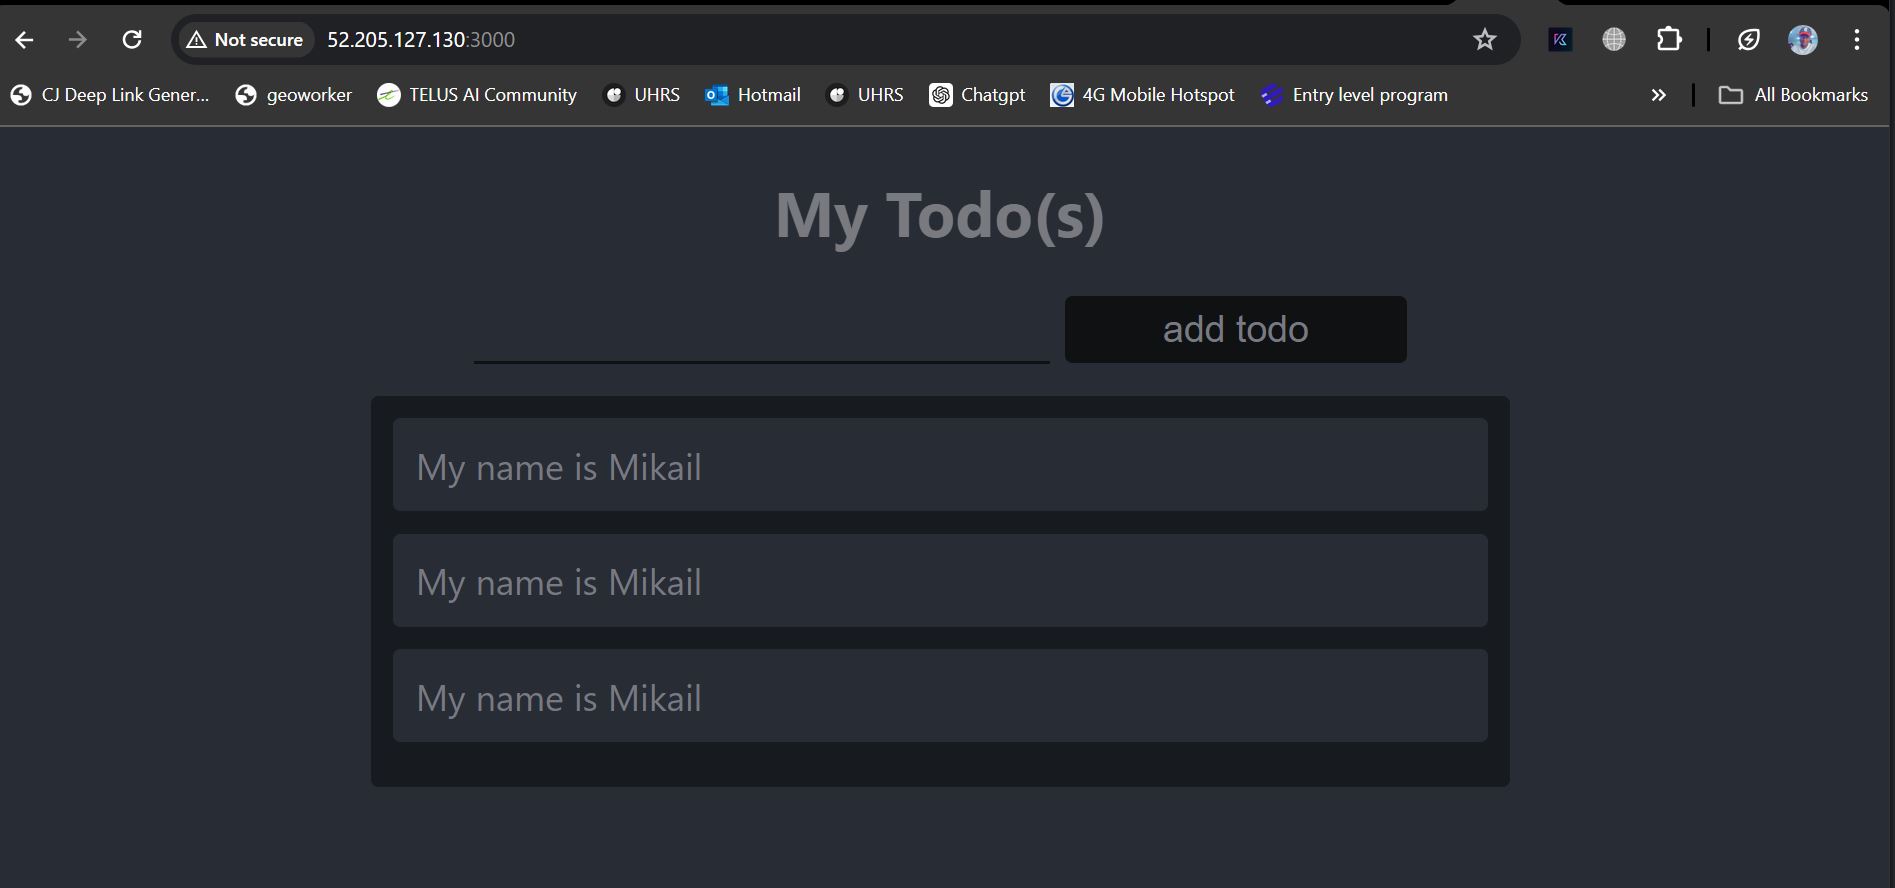 Not secure 52.205.127.130:3000
CJ Deep Link Gener... geoworker TELUS AI Community UHRS Hotmail UHRS Chatgpt 4G Mobile Hotspot Entry level program All Bookmarks
My Todo(s)
add todo
My name is Mikail
My name is Mikail
My name is Mikail